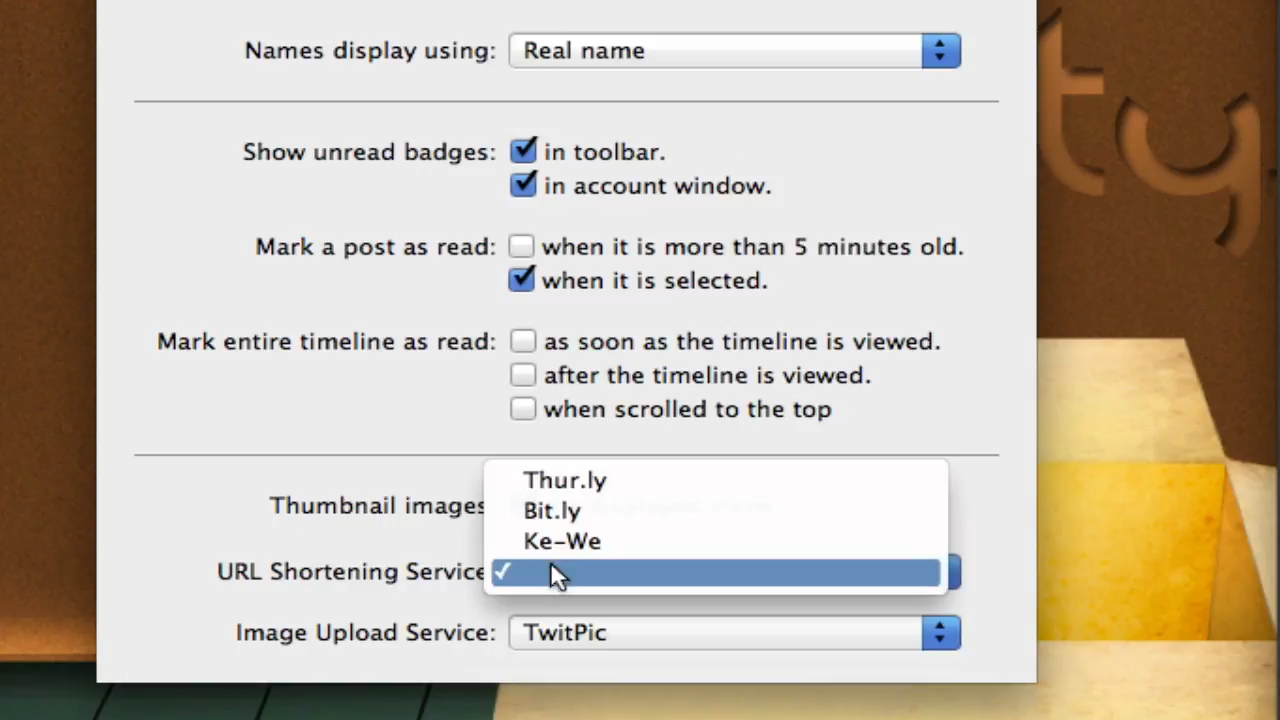 Names display using: Real name
Show unread badges: in toolbar.
in account window.
Mark a post as read: when it is more than 5 minutes old.
when it is selected.
Mark entire timeline as read: as soon as the timeline is viewed.
after the timeline is viewed.
when scrolled to the top
Thur.ly
Thumbnail images
Bit.ly
Ke-We
URL Shortening Service
Image Upload Service: TwitPic
ty